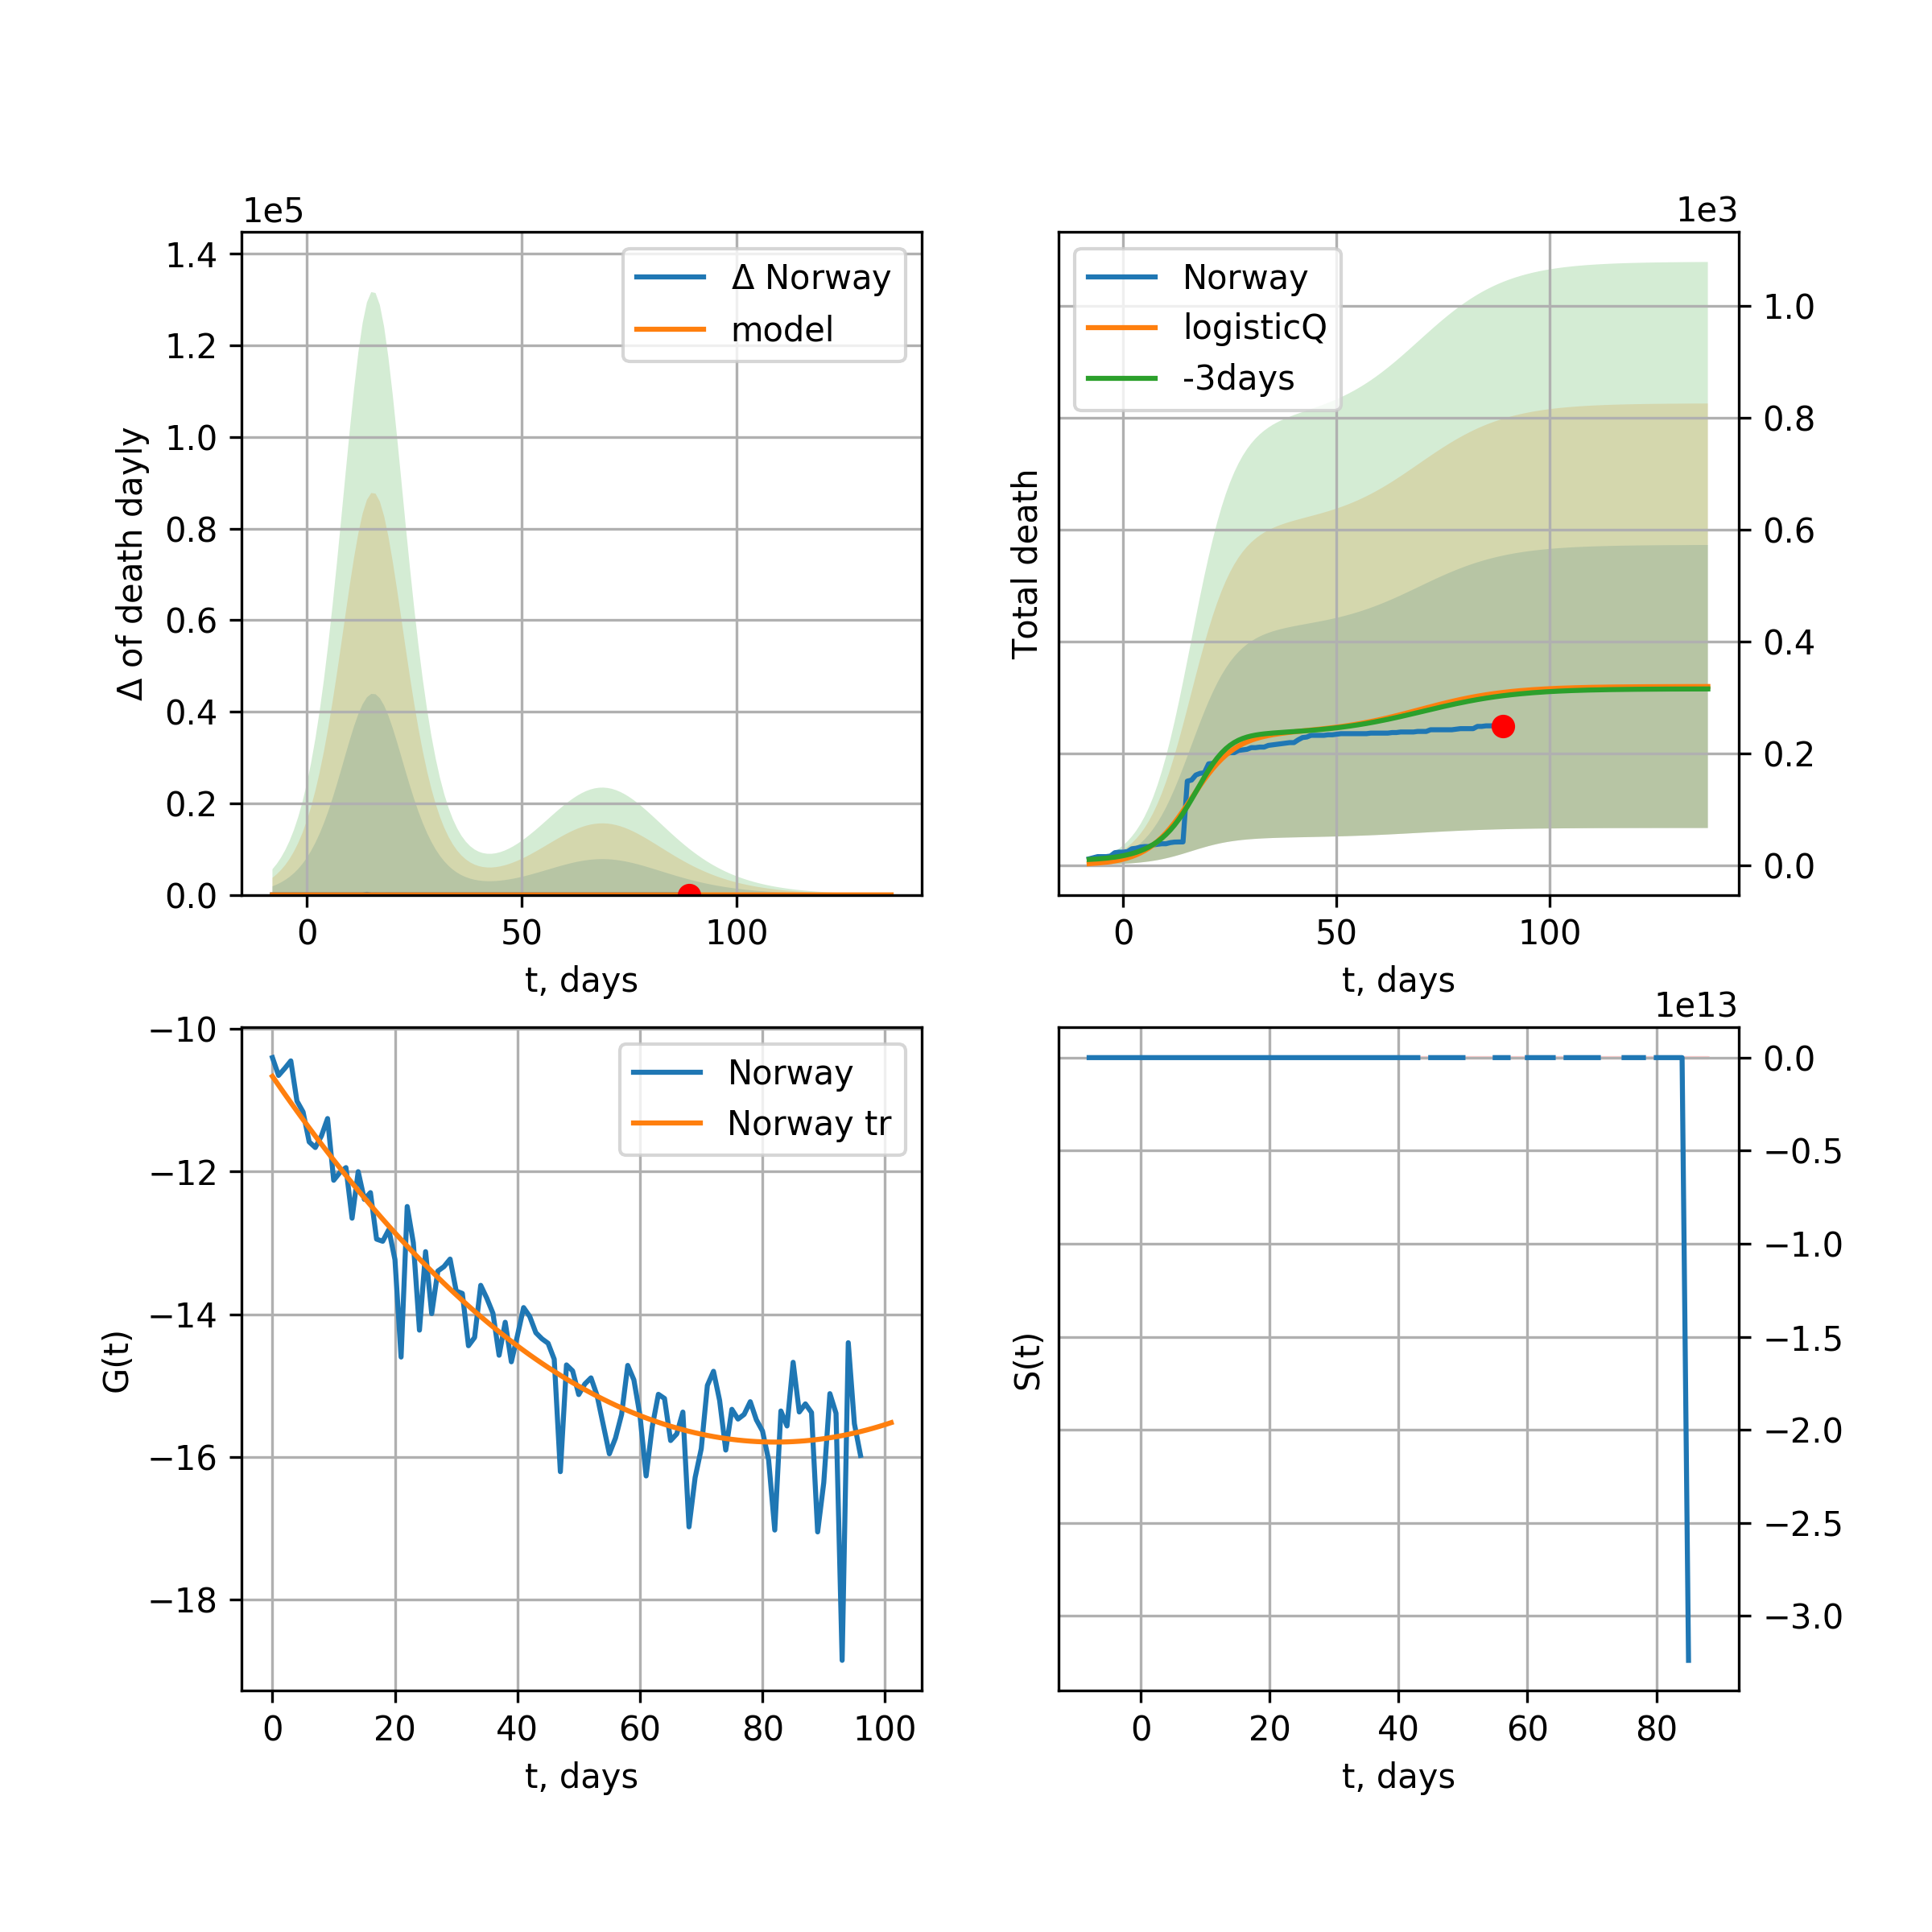 1e5
1.4
1.2
1.0
0.8
0.6
0.4
0.2
0.0
Δ of death dayly
Δ Norway
model
0 50 100
t, days
1e3
Total death
Norway
logisticQ
-3days
1.0
0.8
0.6
0.4
0.2
0.0
0 50 100
t, days
−10
−12
−14
−16
−18
G(t)
Norway
Norway tr
0 20 40 60 80 100
t, days
1e13
S(t)
0.0
−0.5
−1.0
−1.5
−2.0
−2.5
−3.0
0 20 40 60 80
t, days